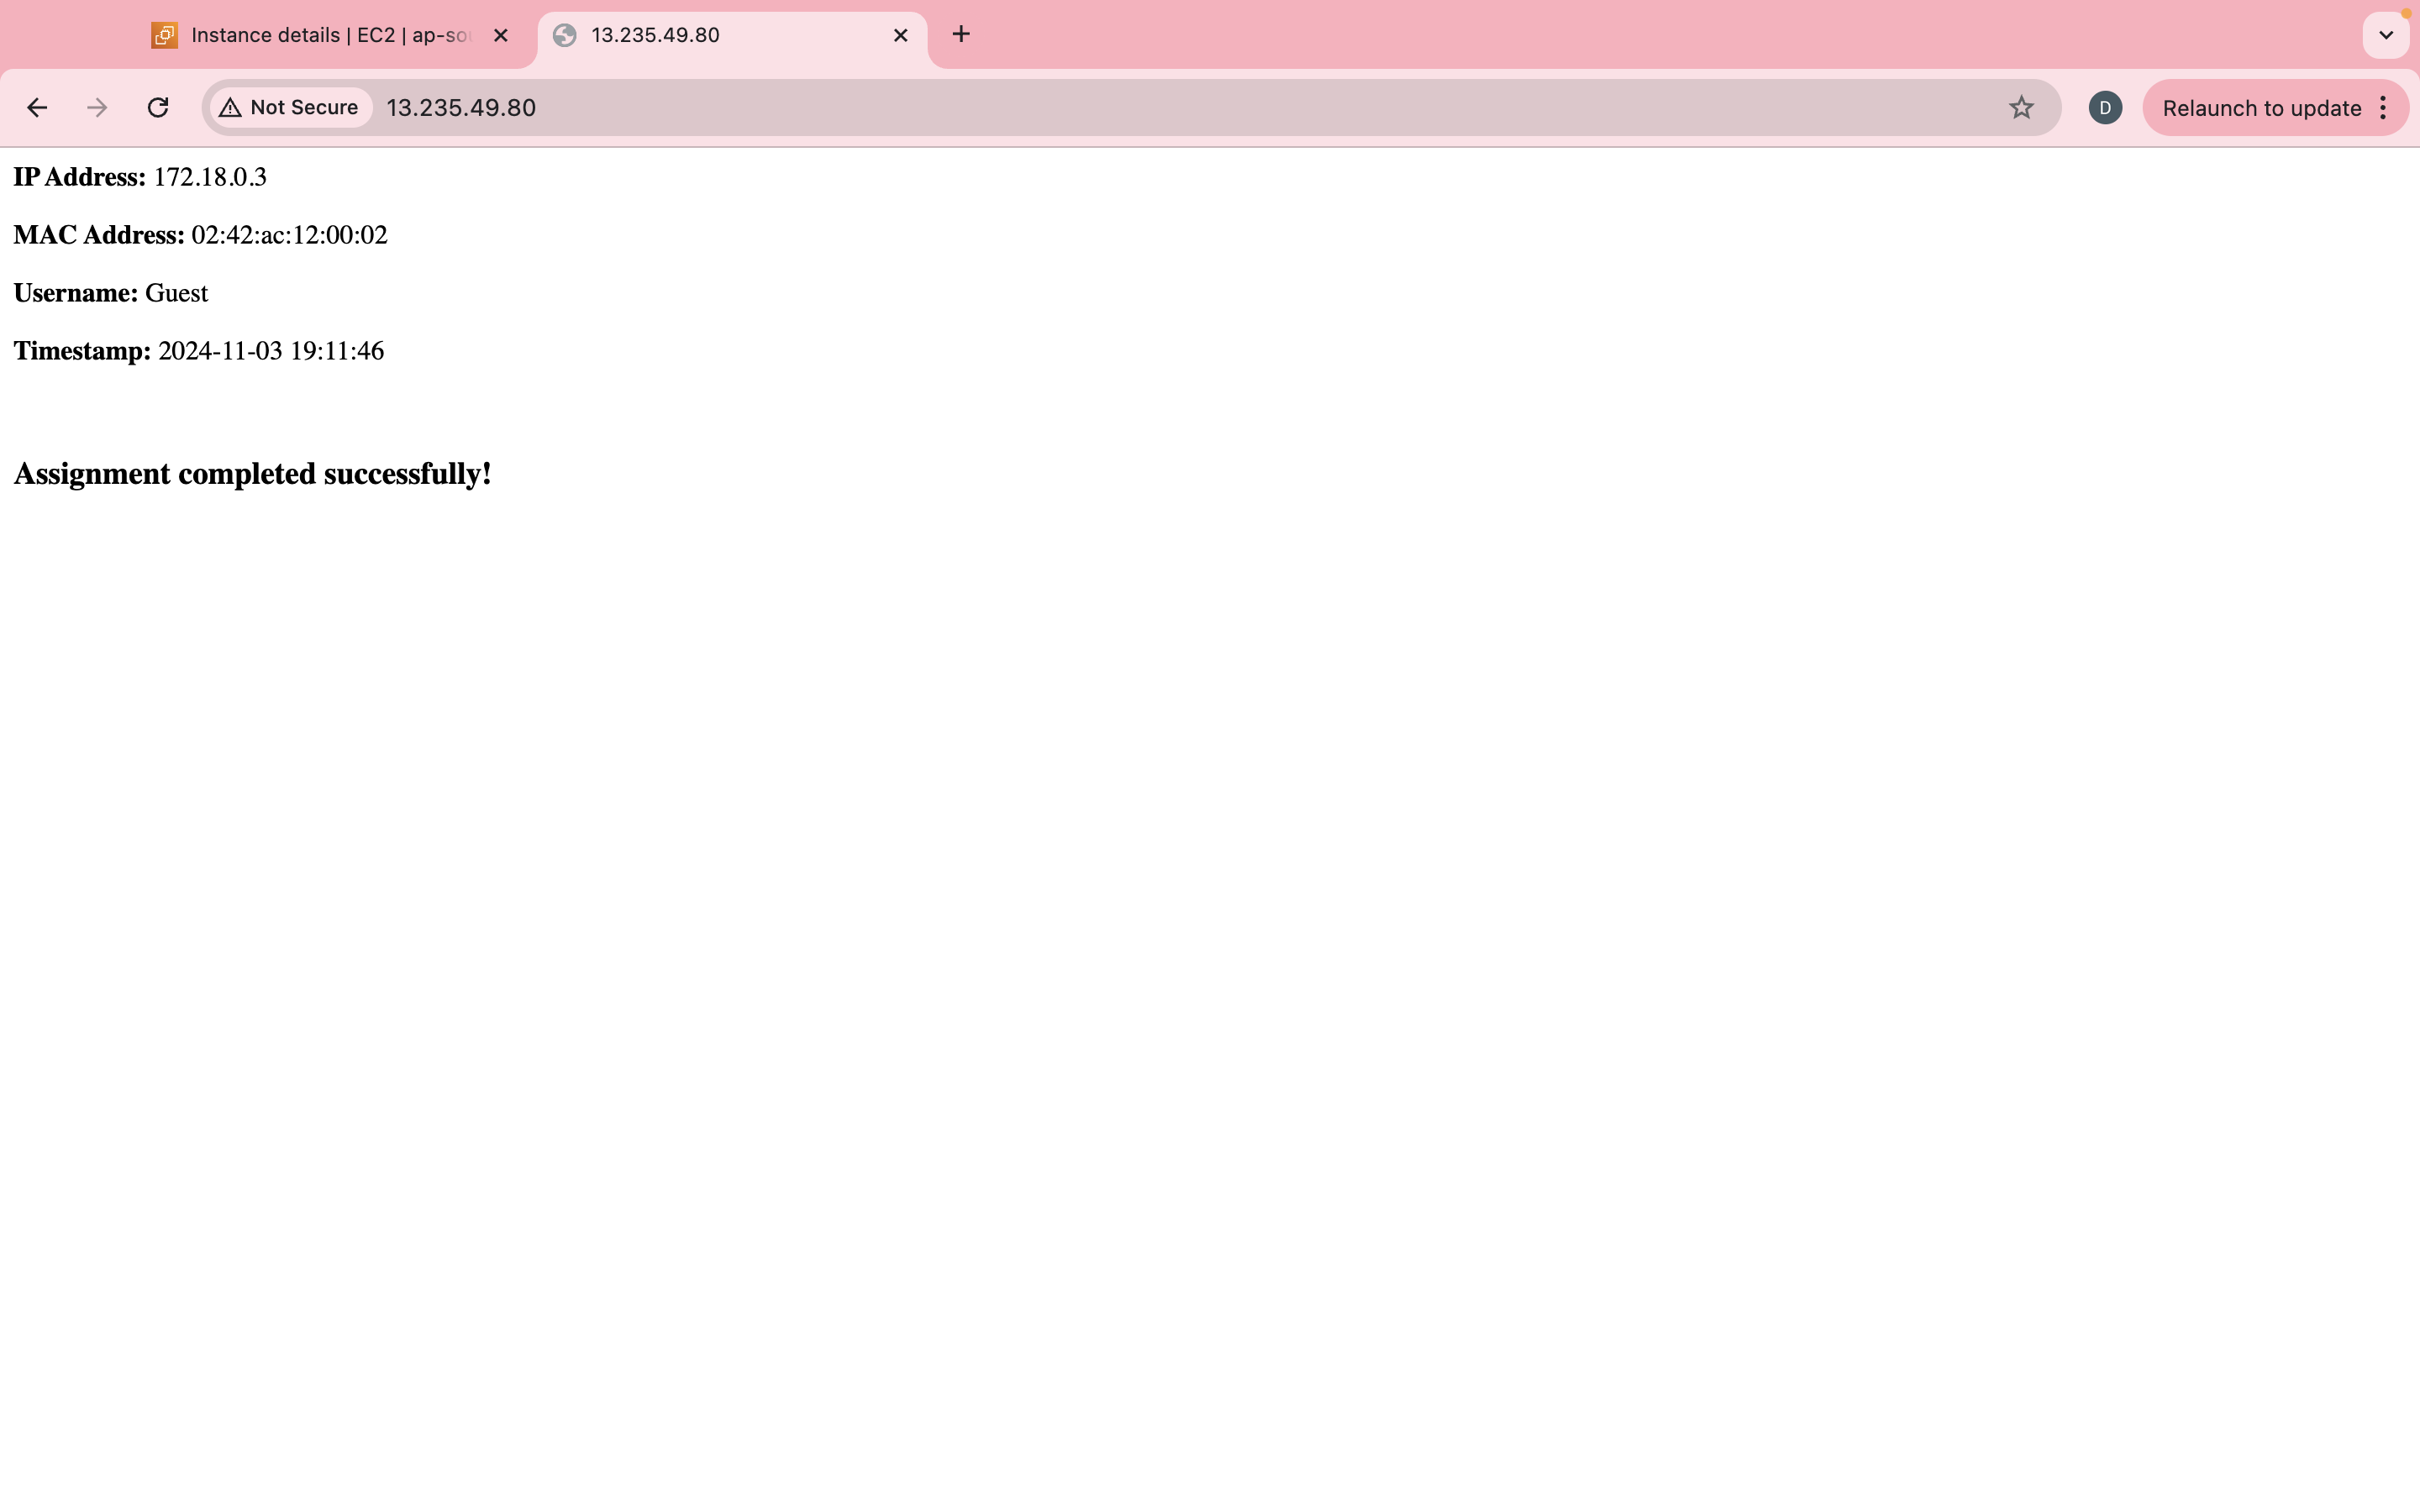 Instance details | EC2 | ap-sou
13.235.49.80
Not Secure
13.235.49.80
D
Relaunch to update
IP Address: 172.18.0.3
MAC Address: 02:42:ac:12:00:02
Username: Guest
Timestamp: 2024-11-03 19:11:46
Assignment completed successfully!